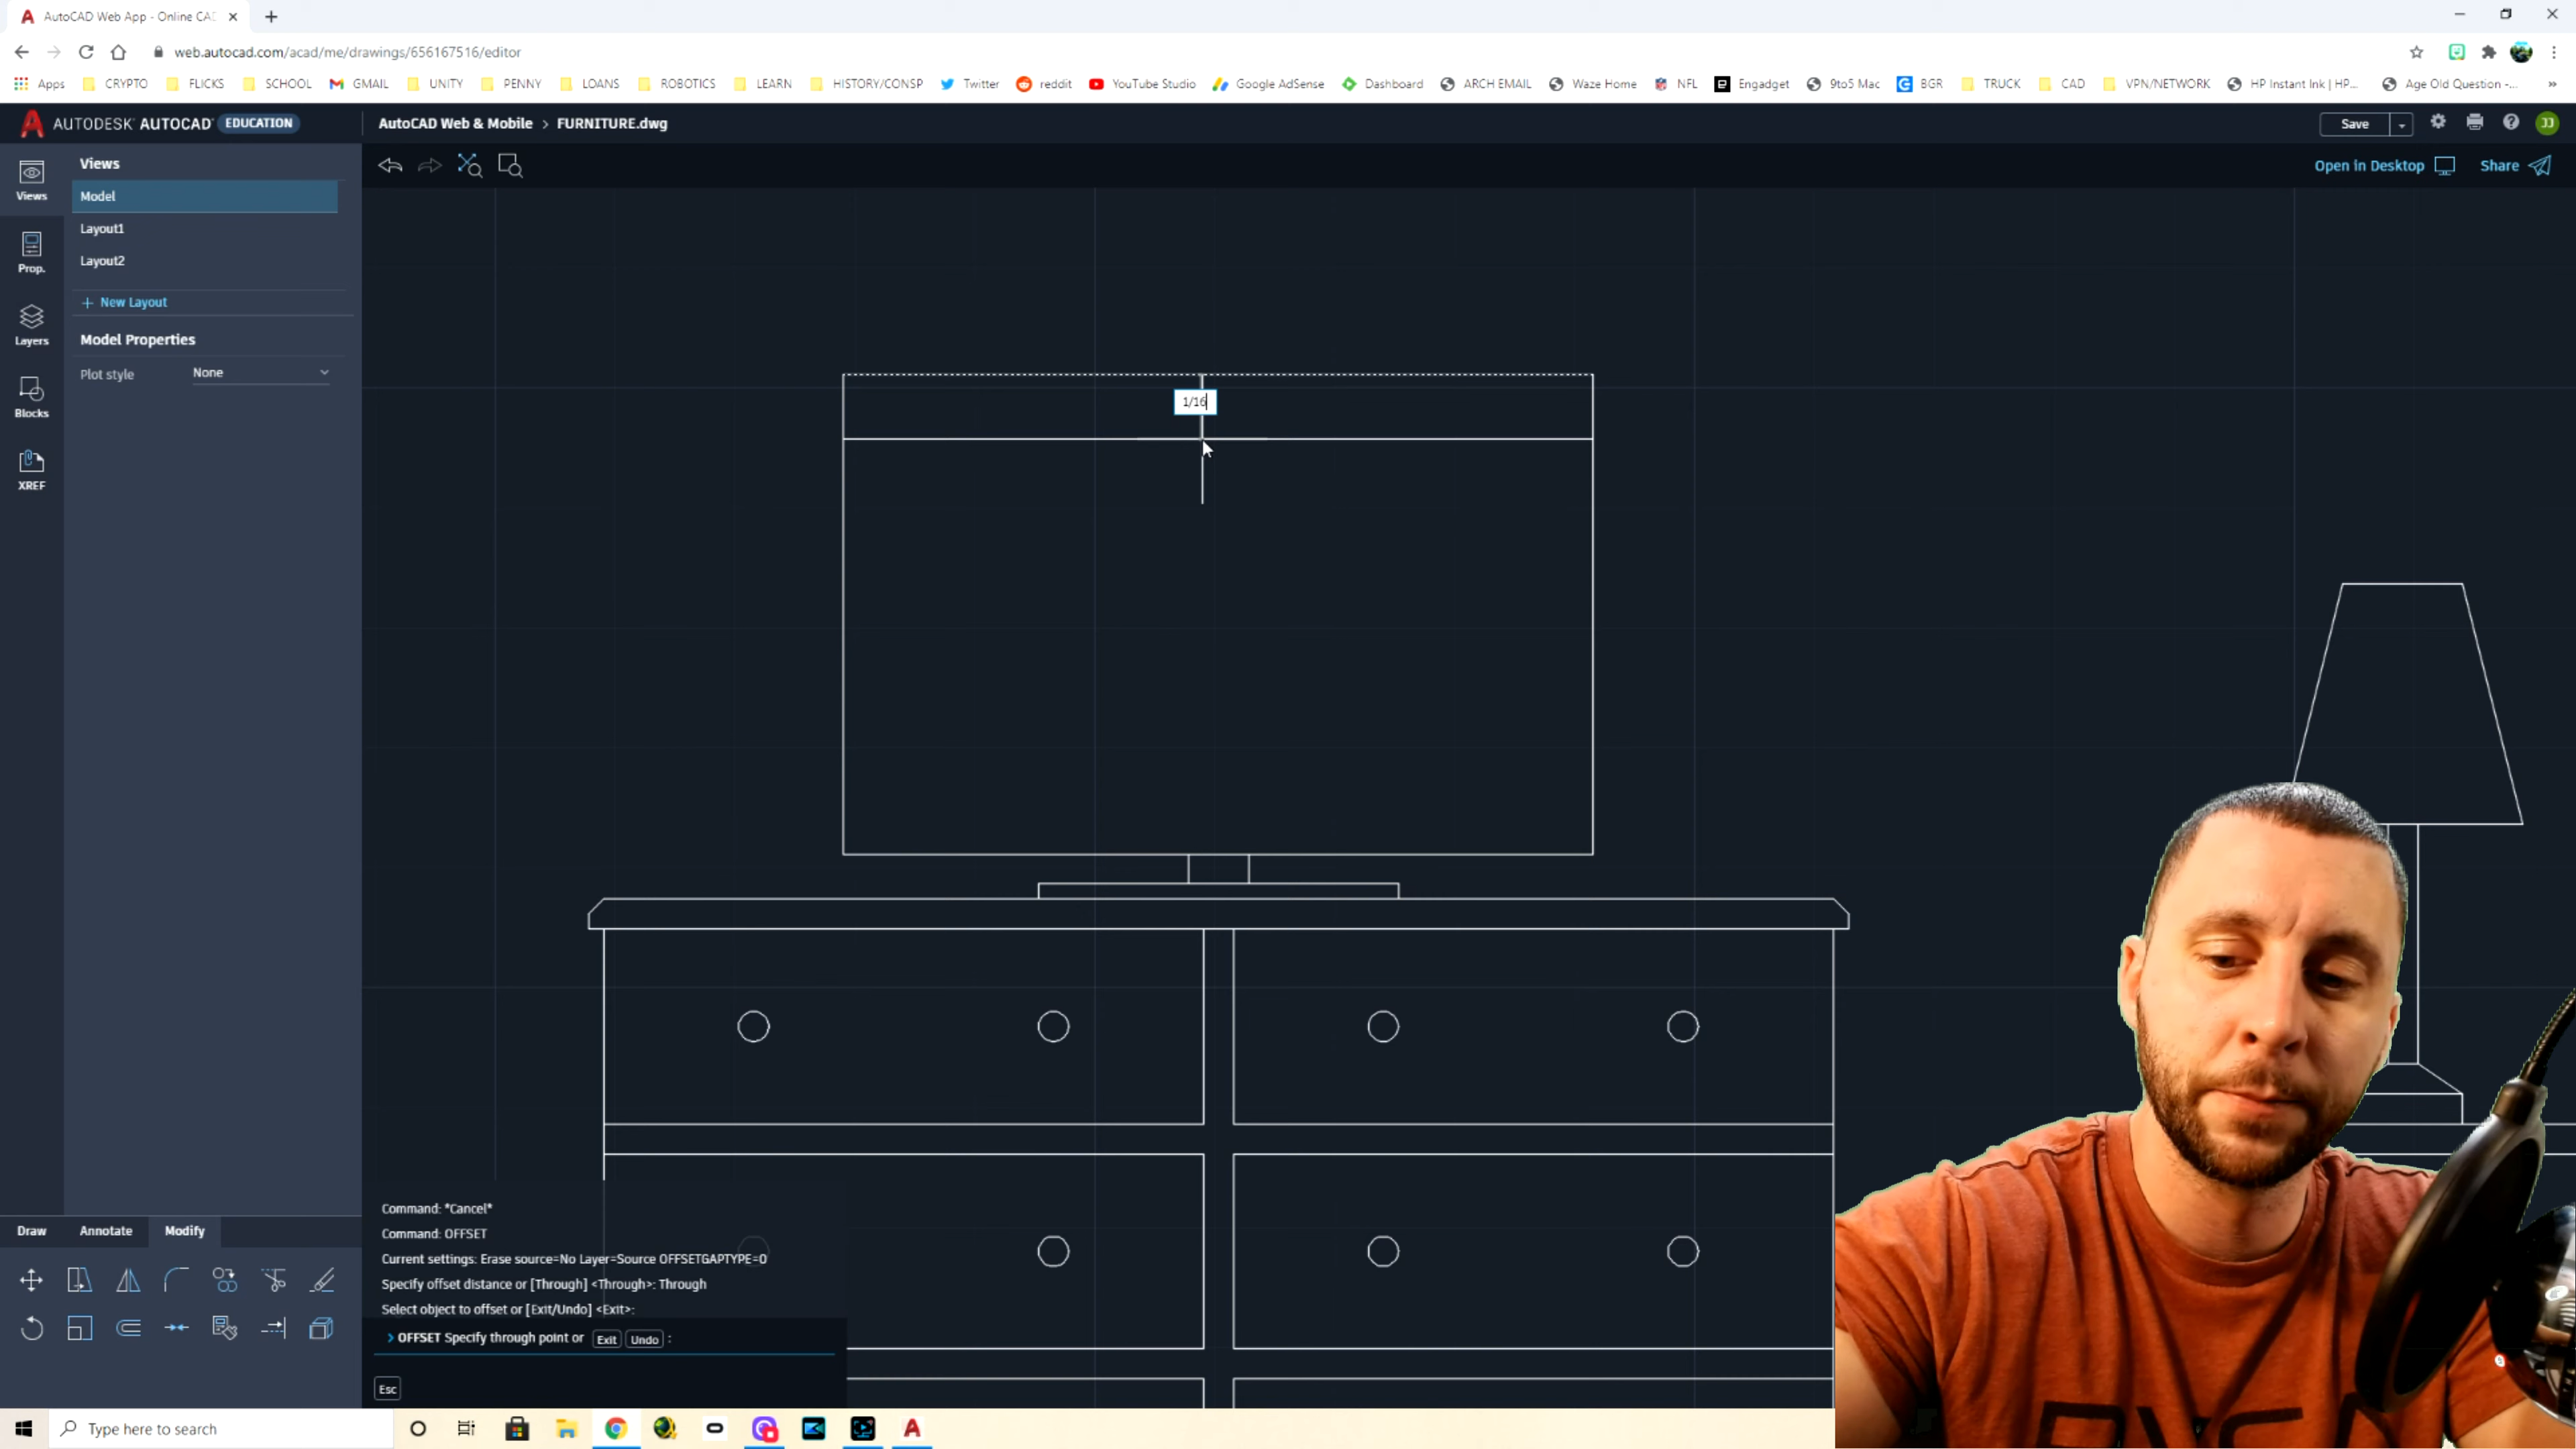 AutoCAD Web App - Online CAD
web.autocad.com/acad/me/drawings/656167516/editor
Apps CRYPTO FLICKS SCHOOL GMAIL UNITY PENNY LOANS ROBOTICS LEARN HISTORY/CONSP Twitter reddit YouTube Studio Google AdSense Dashboard ARCH EMAIL Waze Home NFL Engadget 9to5 Mac BGR TRUCK CAD VPN/NETWORK HP Instant Ink | HP... Age Old Question -... »
AUTODESK AUTOCAD EDUCATION
AutoCAD Web & Mobile > FURNITURE.dwg
Save
JJ
Open in Desktop
Share
Views
Prop.
Layers
Blocks
XREF
Views
Model
Layout1
Layout2
+ New Layout
Model Properties
Plot style None
1/16
Command: *Cancel*
Command: OFFSET
Current settings: Erase source=No Layer=Source OFFSETGAPTYPE=0
Specify offset distance or [Through] <Through>: Through
Select object to offset or [Exit/Undo] <Exit>:
> OFFSET Specify through point or Exit Undo :
Esc
Draw Annotate Modify
Type here to search